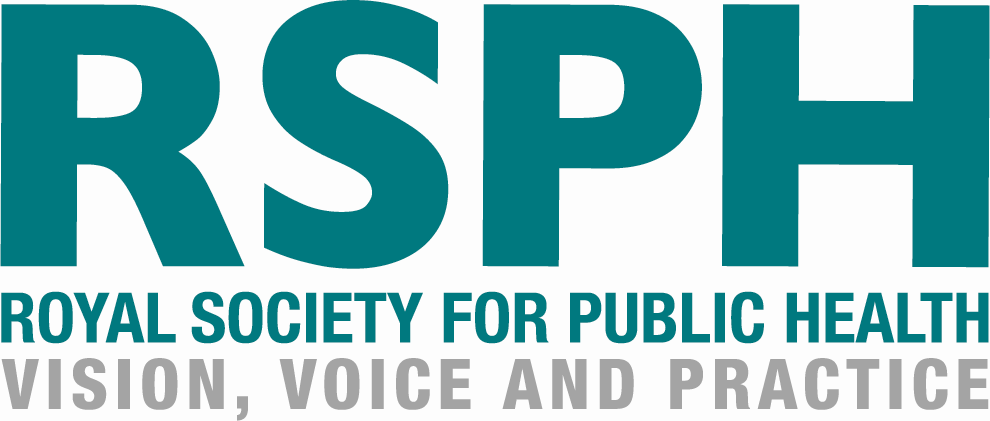 RSPH
ROYAL SOCIETY FOR PUBLIC HEALTH
VISION, VOICE AND PRACTICE